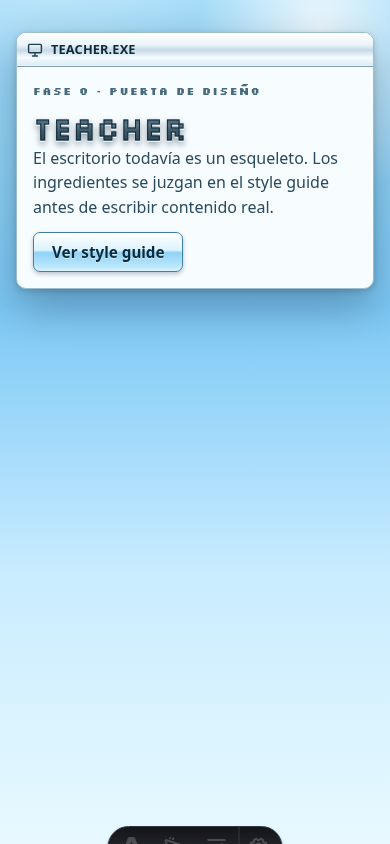 TEACHER.EXE
FASE 0 - PUERTA DE DISEÑO
TEACHER
El escritorio todavía es un esqueleto. Los
ingredientes se juzgan en el style guide
antes de escribir contenido real.
Ver style guide